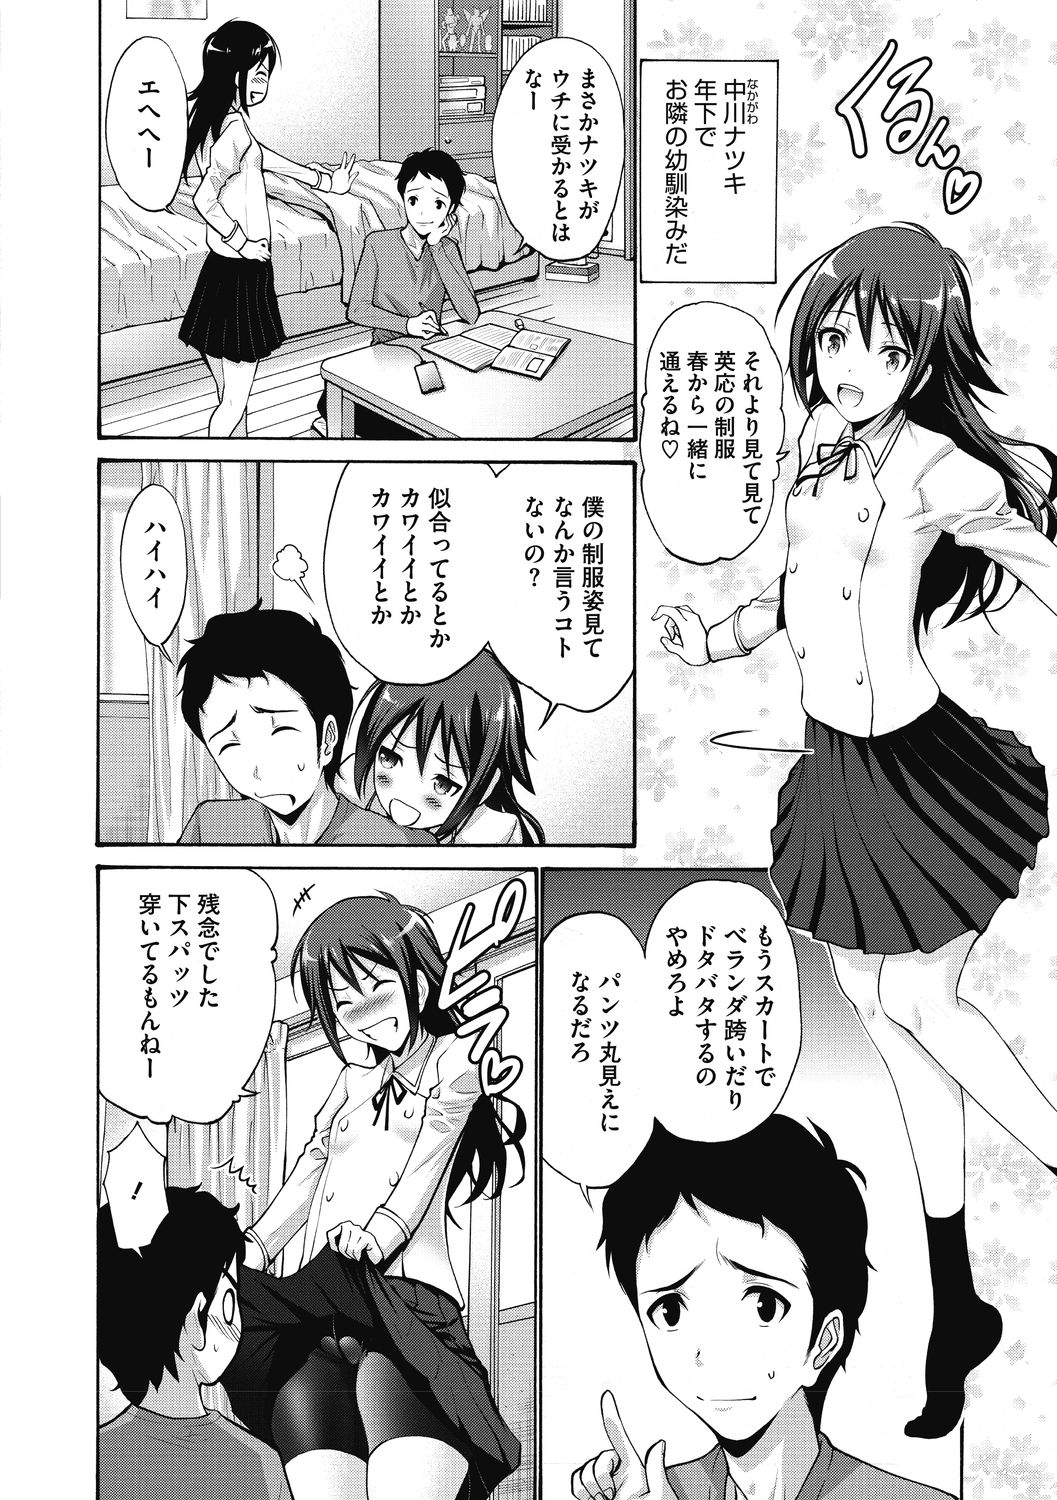 くるん♡
中川ナツキ
なかがわ
年下で
お隣の幼馴染みだ
それより見て見て
英応の制服
春から一緒に
通えるね♡
まさかナツキが
ウチに受かるとは
なー
エヘヘー
僕の制服姿見て
なんか言うコト
ないの?
似合ってるとか
カワイイとか
カワイイとか
ハイハイ
もうスカートで
ベランダ跨いだり
ドタバタするの
やめろよ
パンツ丸見えに
なるだろ
ピラ♡
残念でした
下スパッツ
穿いてるもんねー
!